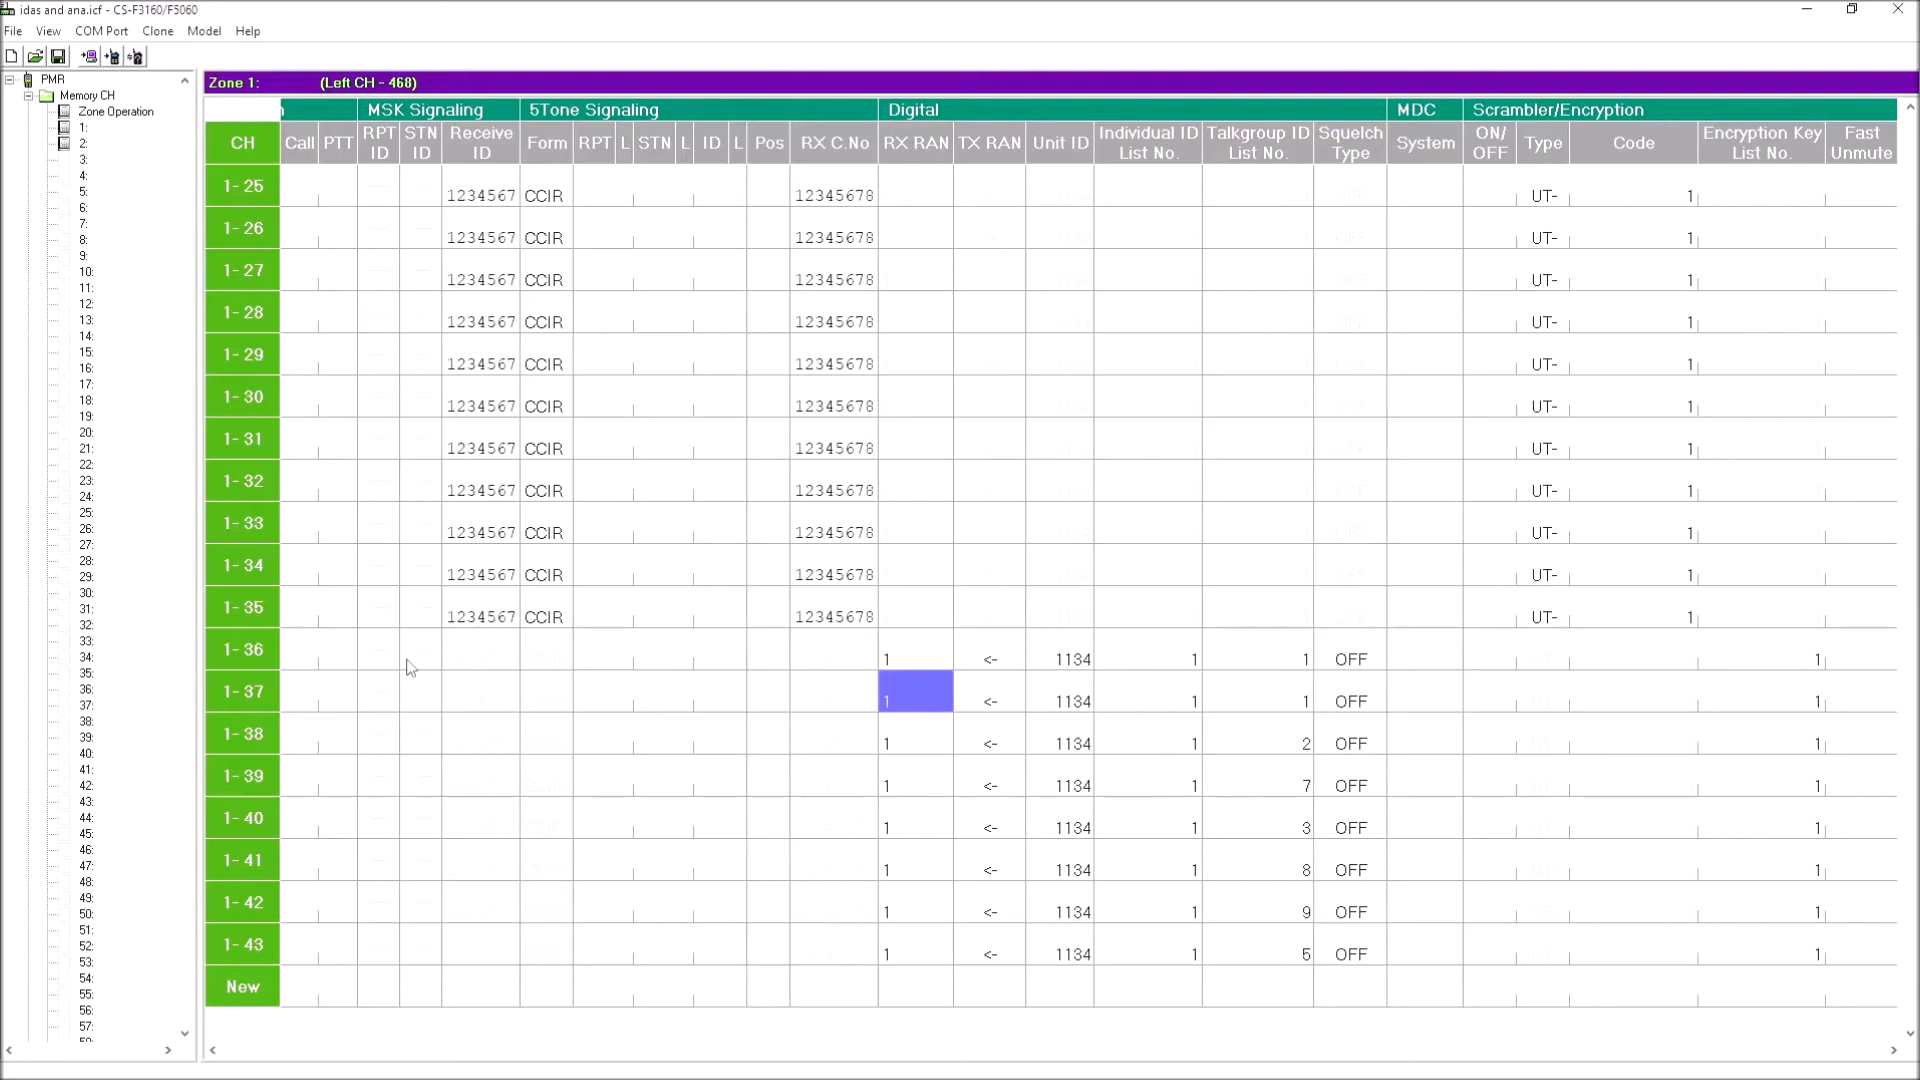 idas and ana.icf - CS-F3160/F5060
File View COM Port Clone Model Help
PMR
Memory CH
Zone Operation
1:
2:
3:
4:
5:
6:
7:
8:
9:
10:
11:
12:
13:
14:
15:
16:
17:
18:
19:
20:
21:
22:
23:
24:
25:
26:
27:
28:
29:
30:
31:
32:
33:
34:
35:
36:
37:
38:
39:
40:
41:
42:
43:
44:
45:
46:
47:
48:
49:
50:
51:
52:
53:
54:
55:
56:
57:
Zone 1: (Left CH - 468)
MSK Signaling 5Tone Signaling Digital MDC Scrambler/Encryption
CH Call PTT RPT ID STN ID Receive ID Form RPT L STN L ID L Pos RX C.No RX RAN TX RAN Unit ID Individual ID List No. Talkgroup ID List No. Squelch Type System ON/OFF Type Code Encryption Key List No. Fast Unmute
1- 25 1234567 CCIR 12345678 UT- 1
1- 26 1234567 CCIR 12345678 UT- 1
1- 27 1234567 CCIR 12345678 UT- 1
1- 28 1234567 CCIR 12345678 UT- 1
1- 29 1234567 CCIR 12345678 UT- 1
1- 30 1234567 CCIR 12345678 UT- 1
1- 31 1234567 CCIR 12345678 UT- 1
1- 32 1234567 CCIR 12345678 UT- 1
1- 33 1234567 CCIR 12345678 UT- 1
1- 34 1234567 CCIR 12345678 UT- 1
1- 35 1234567 CCIR 12345678 UT- 1
1- 36 1 <- 1134 1 1 OFF 1
1- 37 1 <- 1134 1 1 OFF 1
1- 38 1 <- 1134 1 2 OFF 1
1- 39 1 <- 1134 1 7 OFF 1
1- 40 1 <- 1134 1 3 OFF 1
1- 41 1 <- 1134 1 8 OFF 1
1- 42 1 <- 1134 1 9 OFF 1
1- 43 1 <- 1134 1 5 OFF 1
New